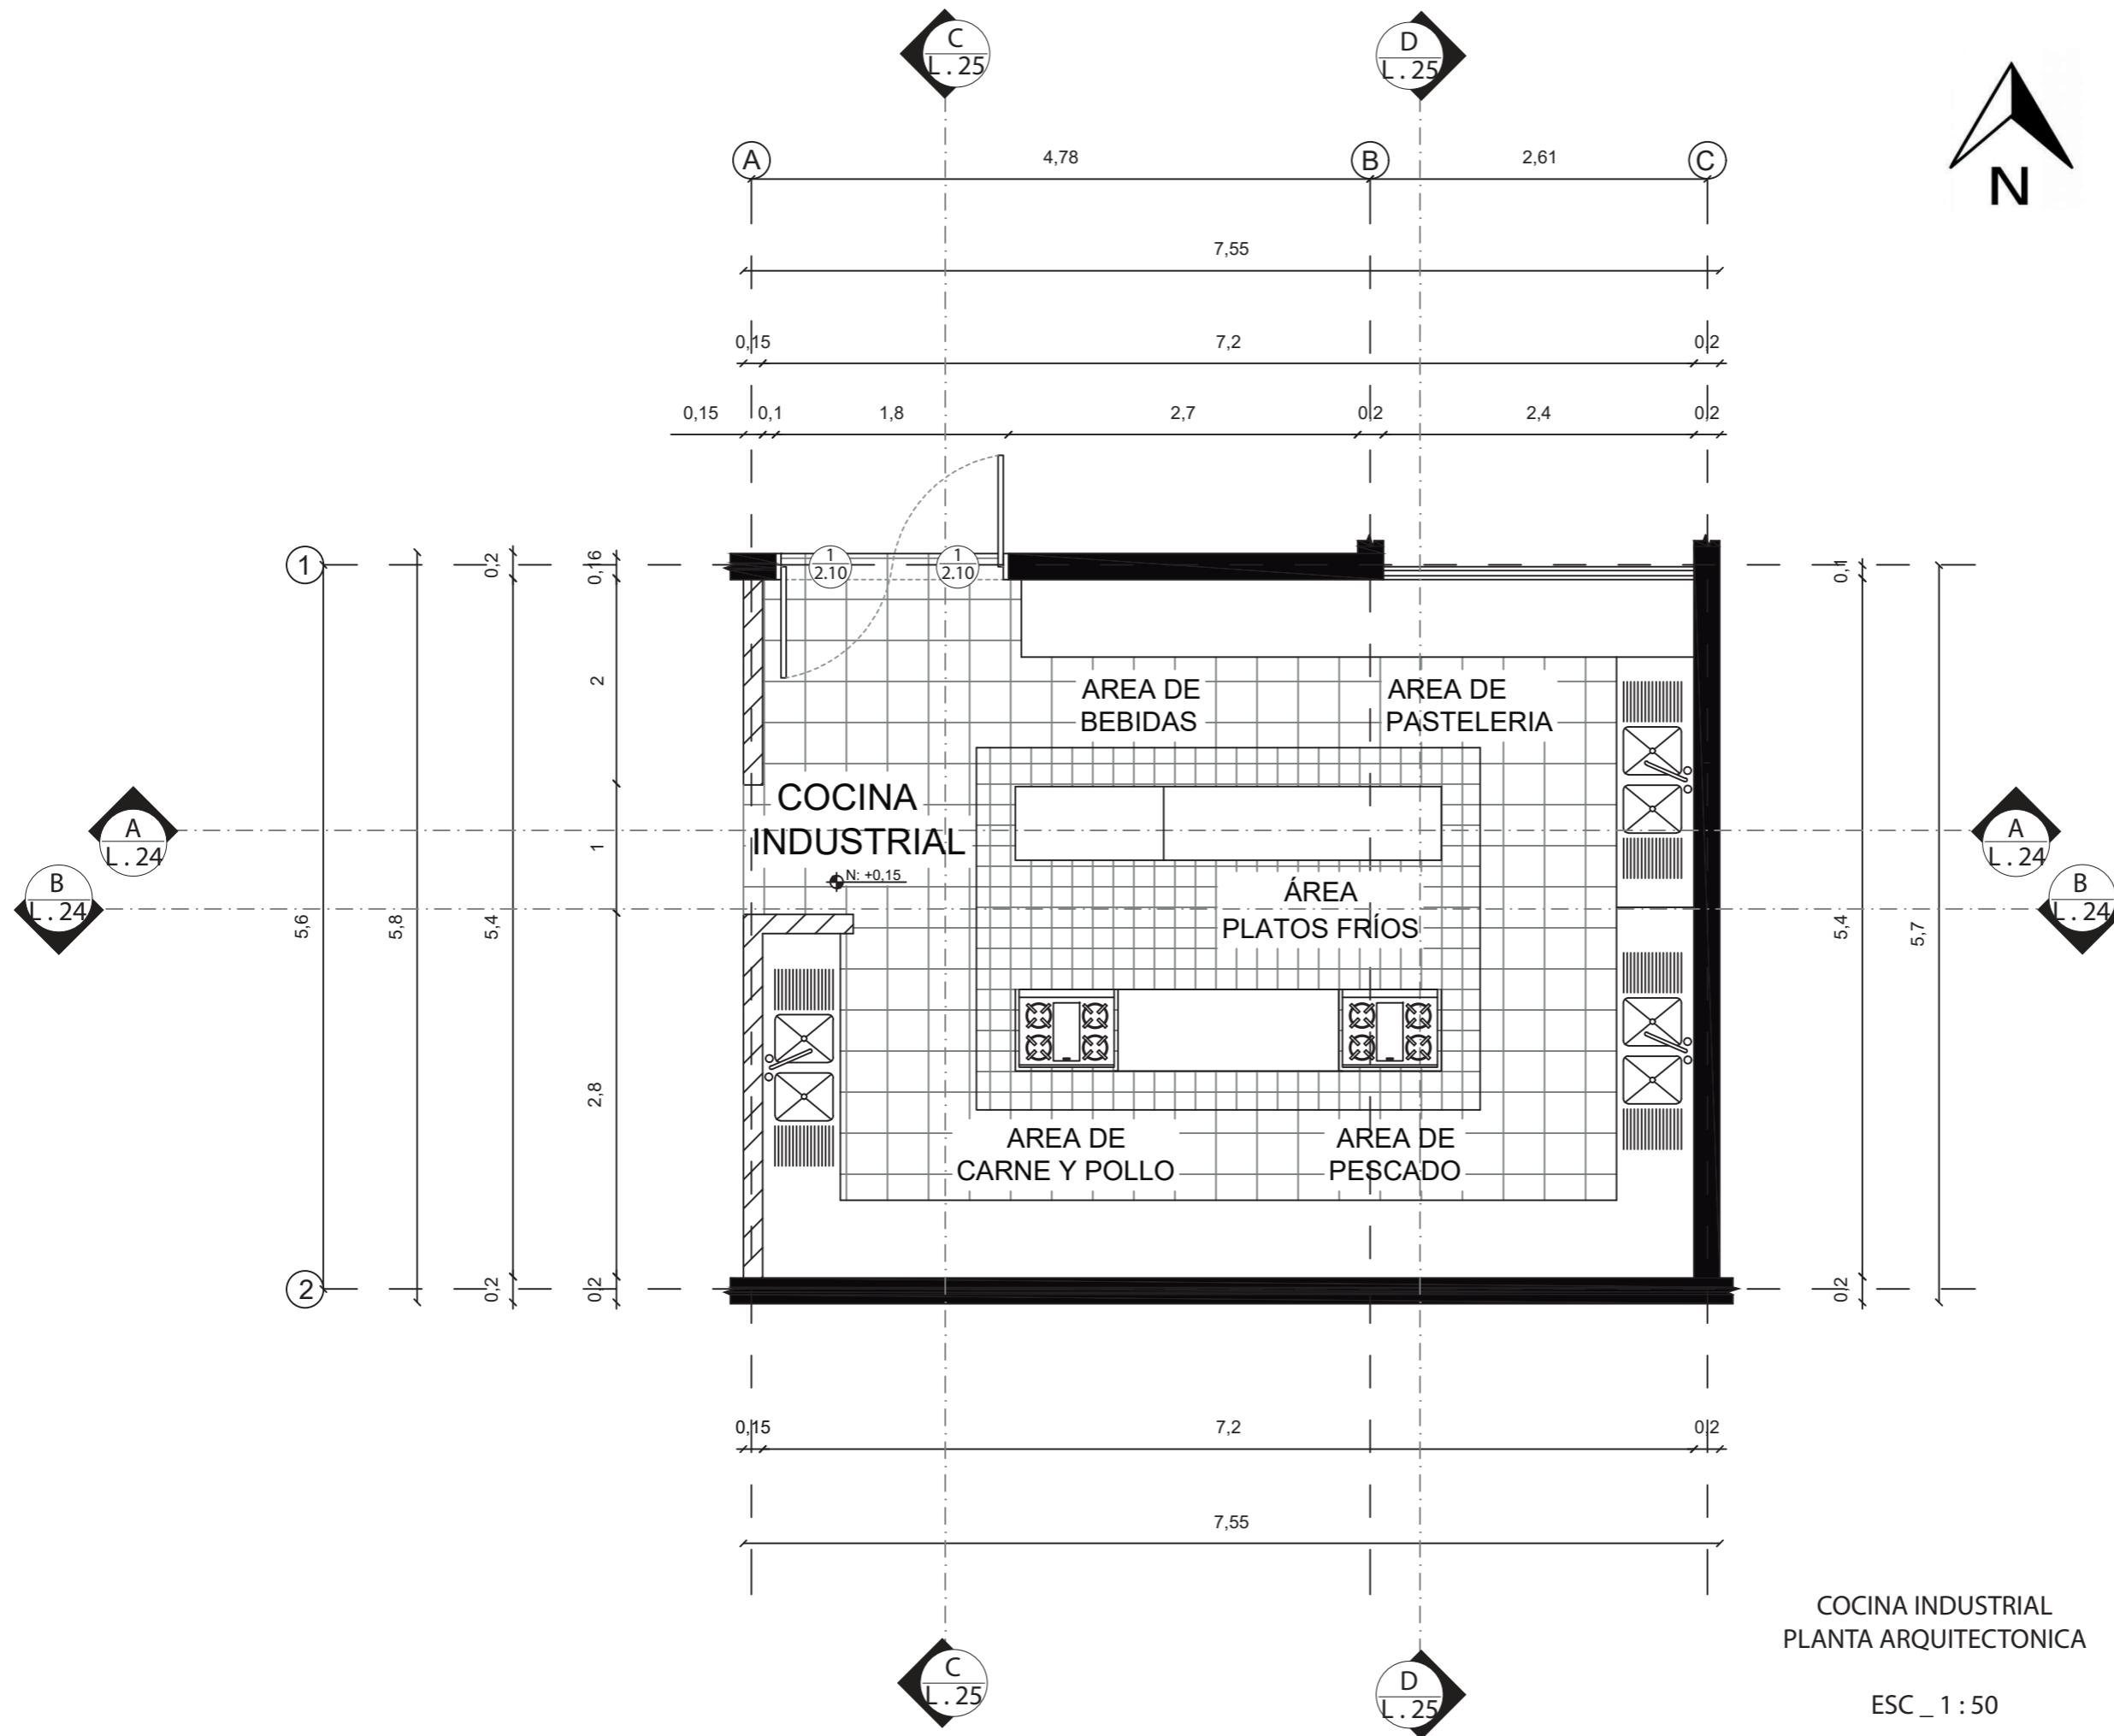 C
L . 25
D
L . 25
N
A
4,78
B
2,61
C
7,55
0,15
7,2
0,2
0,15
0,1
1,8
2,7
0,2
2,4
0,2
1
0,2
0,16
1
2.10
1
2.10
0,1
2
AREA DE
BEBIDAS
AREA DE
PASTELERIA
COCINA
INDUSTRIAL
A
L . 24
1
A
L . 24
N: +0,15
B
L . 24
ÁREA
PLATOS FRÍOS
B
L . 24
5,6
5,8
5,4
5,4
5,7
2,8
AREA DE
CARNE Y POLLO
AREA DE
PESCADO
2
0,2
0,2
0,2
0,15
7,2
0,2
7,55
C
L . 25
D
L . 25
COCINA INDUSTRIAL
PLANTA ARQUITECTONICA
ESC _ 1 : 50